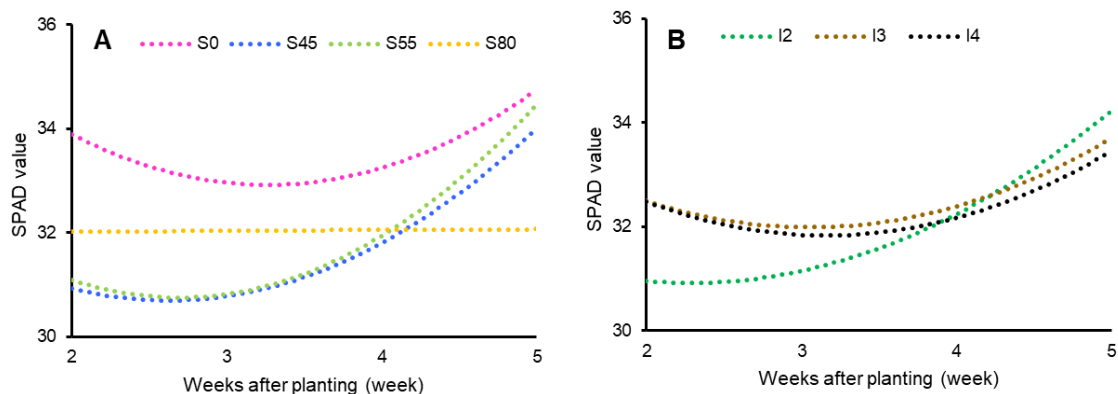 A
S0 S45 S55 S80
36
34
32
30
SPAD value
2 3 4 5
Weeks after planting (week)
B
I2 I3 I4
36
34
32
30
SPAD value
2 3 4 5
Weeks after planting (week)